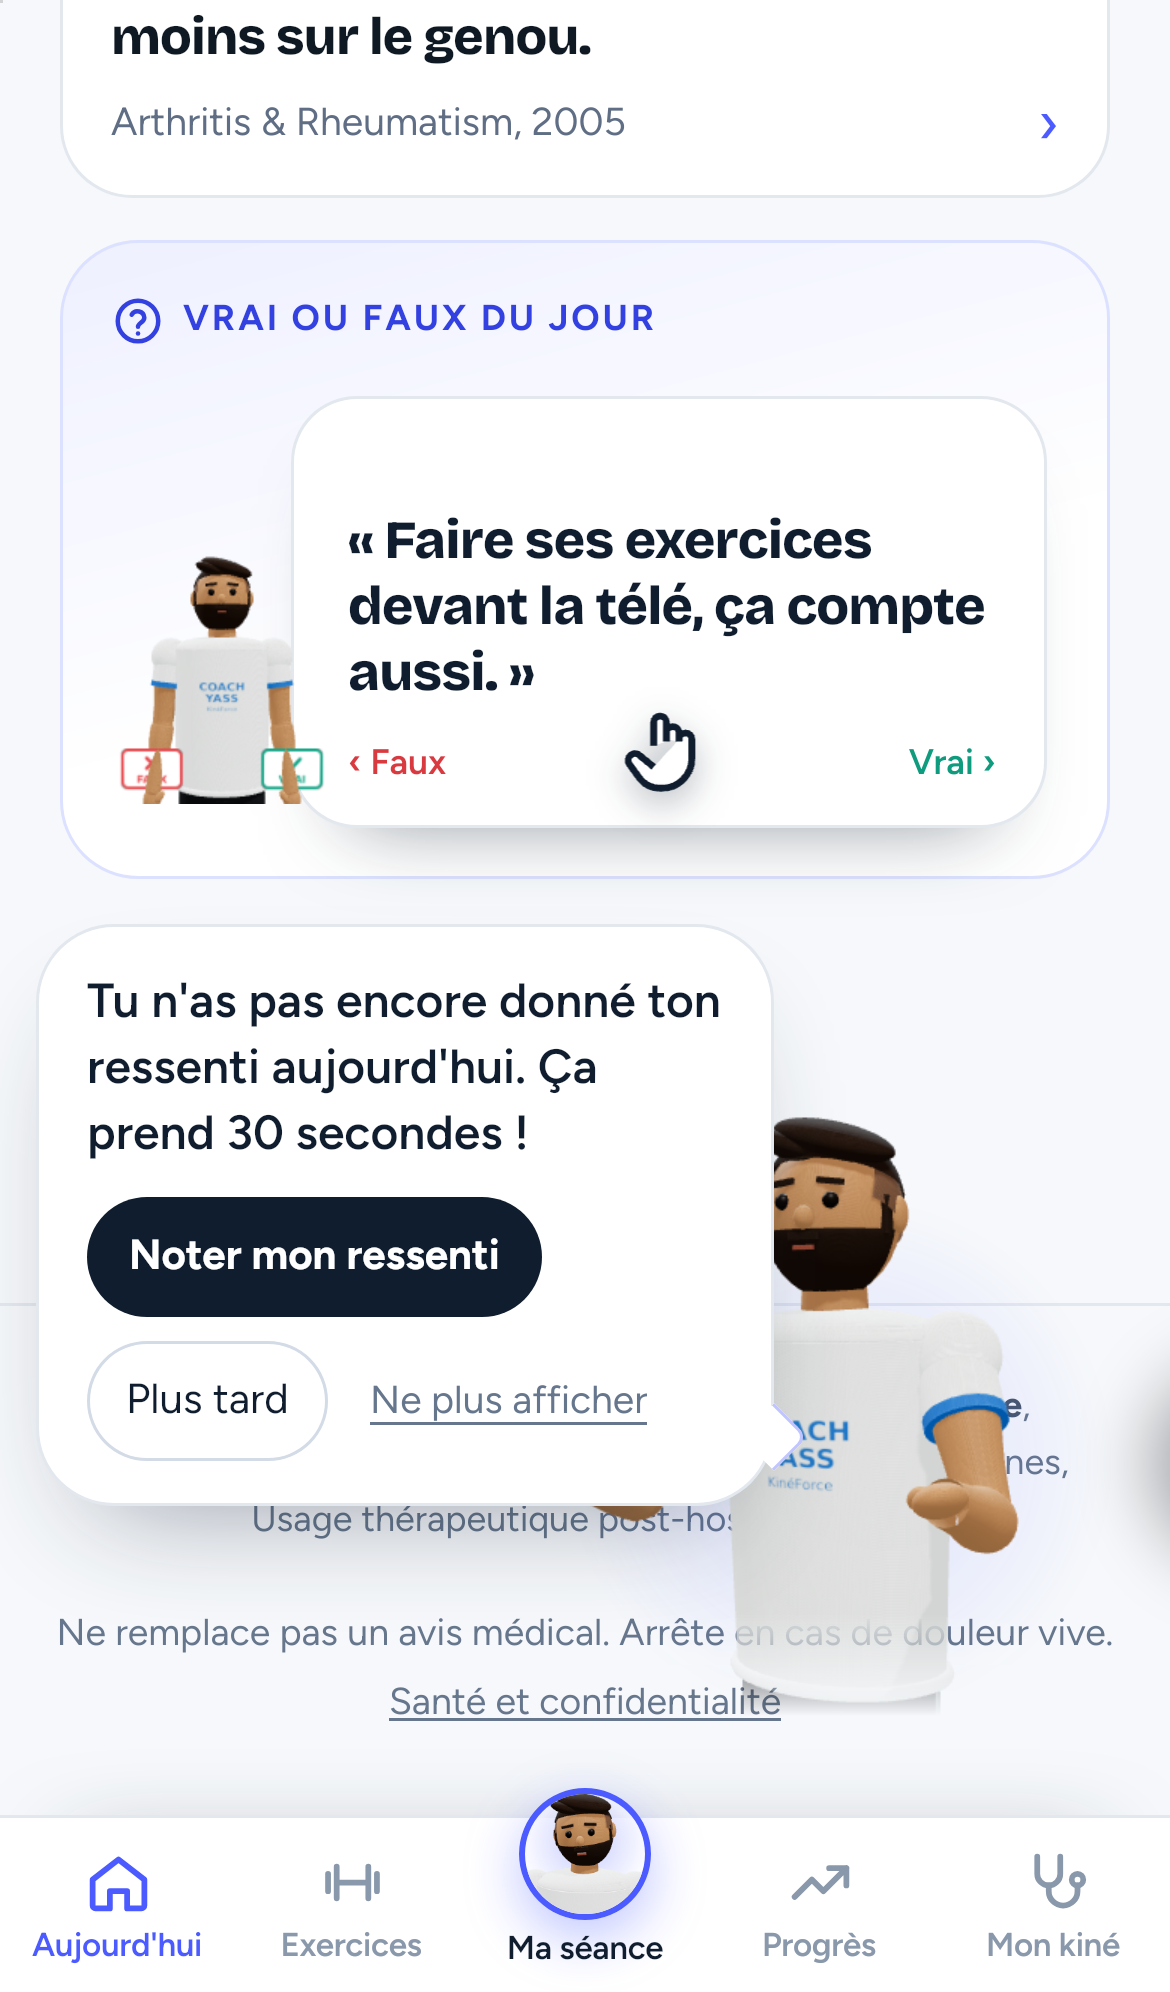 moins sur le genou.
Arthritis & Rheumatism, 2005
VRAI OU FAUX DU JOUR
« Faire ses exercices
devant la télé, ça compte
aussi. »
COACH
YASS
KinéForce
‹ Faux
Vrai ›
Tu n'as pas encore donné ton
ressenti aujourd'hui. Ça
prend 30 secondes !
Noter mon ressenti
Plus tard
Ne plus afficher
ACH
ASS
KinéForce
e,
nes,
Usage thérapeutique post-hos
Ne remplace pas un avis médical. Arrête en cas de douleur vive.
Santé et confidentialité
Aujourd'hui
Exercices
Ma séance
Progrès
Mon kiné